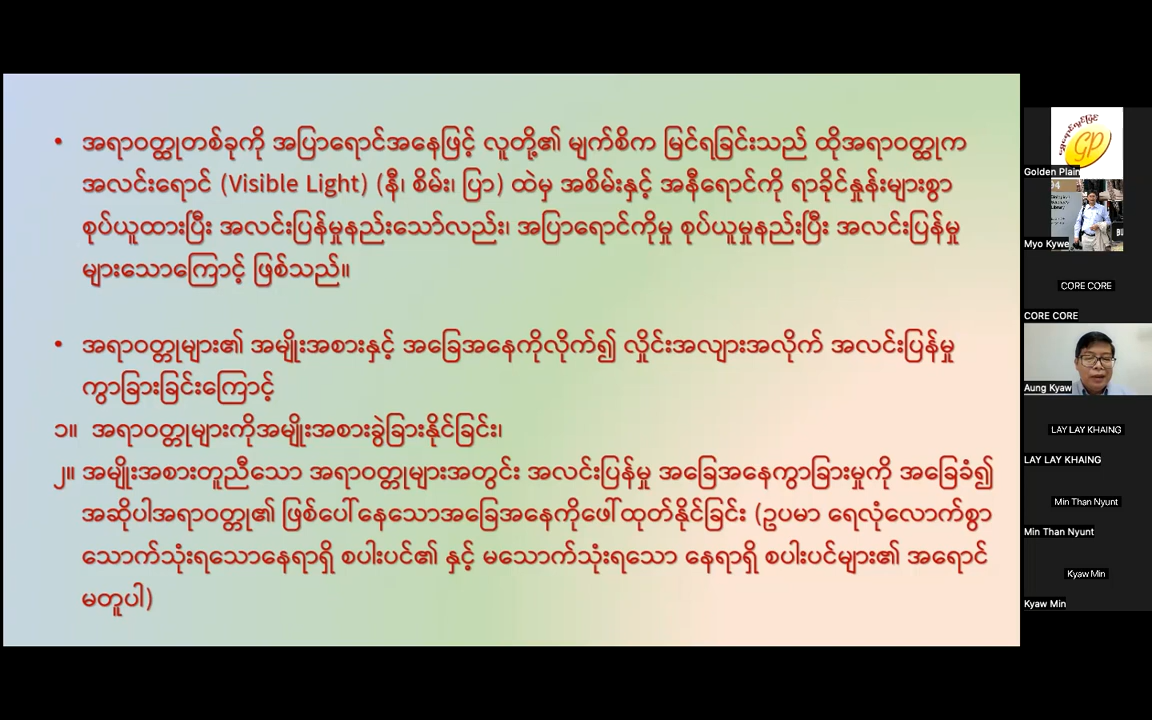 • အရာဝတ္ထုတစ်ခုကို အပြာရောင်အနေဖြင့် လူတို့၏ မျက်စိက မြင်ရခြင်းသည် ထိုအရာဝတ္ထုက
အလင်းရောင် (Visible Light) (နီ၊ စိမ်း၊ ပြာ) ထဲမှ အစိမ်းနှင့် အနီရောင်ကို ရာခိုင်နှုန်းများစွာ
စုပ်ယူထားပြီး အလင်းပြန်မှုနည်းသော်လည်း၊ အပြာရောင်ကိုမှု စုပ်ယူမှုနည်းပြီး အလင်းပြန်မှု
များသောကြောင့် ဖြစ်သည်။
• အရာဝတ္တုများ၏ အမျိုးအစားနှင့် အခြေအနေကိုလိုက်၍ လှိုင်းအလျားအလိုက် အလင်းပြန်မှု
ကွာခြားခြင်းကြောင့်
၁။ အရာဝတ္တုများကိုအမျိုးအစားခွဲခြားနိုင်ခြင်း၊
၂။ အမျိုးအစားတူညီသော အရာဝတ္တုများအတွင်း အလင်းပြန်မှု အခြေအနေကွာခြားမှုကို အခြေခံ၍
အဆိုပါအရာဝတ္တု၏ ဖြစ်ပေါ်နေသောအခြေအနေကိုဖေါ်ထုတ်နိုင်ခြင်း (ဥပမာ ရေလုံလောက်စွာ
သောက်သုံးရသောနေရာရှိ စပါးပင်၏ နှင့် မသောက်သုံးရသော နေရာရှိ စပါးပင်များ၏ အရောင်
မတူပါ)
GP
Golden Plain
Myo Kywe
CORE CORE
CORE CORE
Aung Kyaw
LAY LAY KHAING
LAY LAY KHAING
Min Than Nyunt
Min Than Nyunt
Kyaw Min
Kyaw Min